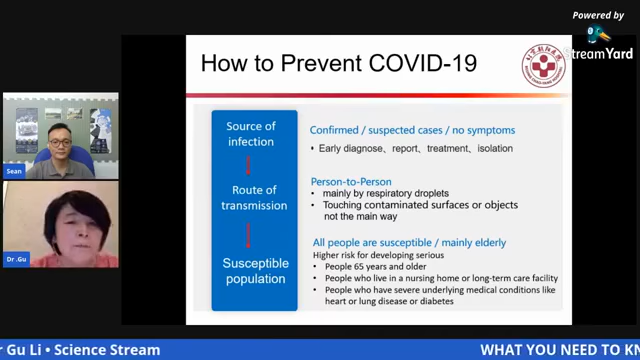 Powered by
StreamYard
How to Prevent COVID-19
Source of
infection
Confirmed / suspected cases / no symptoms
• Early diagnose、report、treatment、isolation
Route of
transmission
Person-to-Person
• mainly by respiratory droplets
• Touching contaminated surfaces or objects
not the main way
Susceptible
population
All people are susceptible / mainly elderly
Higher risk for developing serious
• People 65 years and older
• People who live in a nursing home or long-term care facility
• People who have severe underlying medical conditions like
heart or lung disease or diabetes
Sean
Dr .Gu
r Gu Li • Science Stream
WHAT YOU NEED TO KN